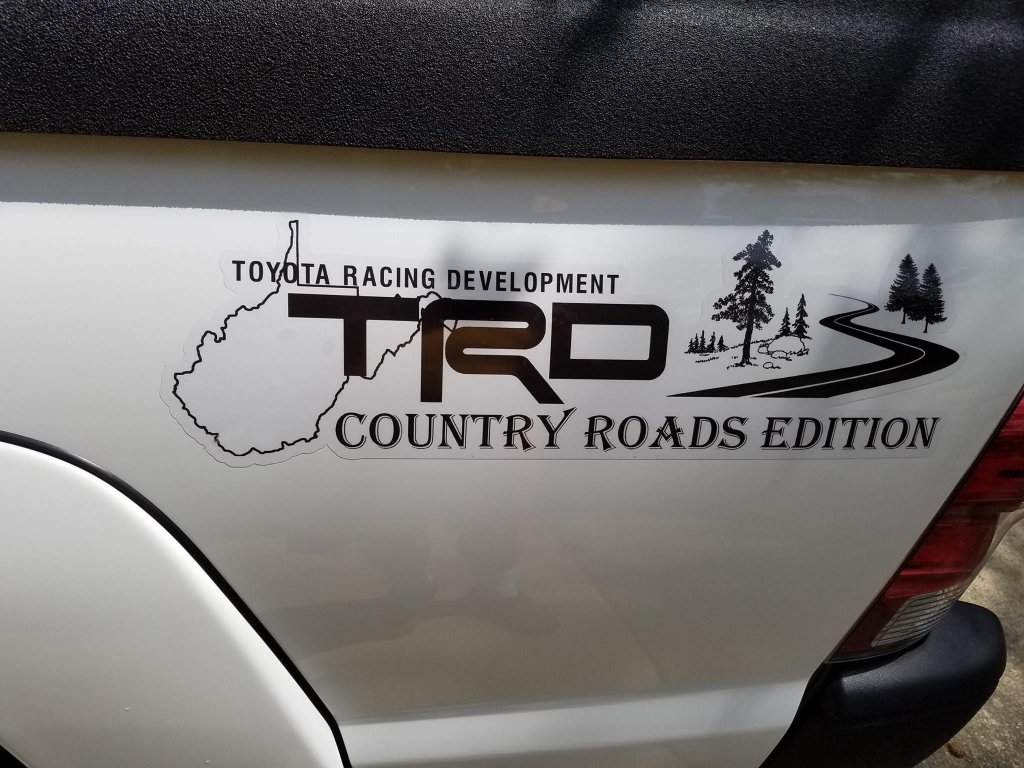 TOYOTA RACING DEVELOPMENT
TRD
COUNTRY ROADS EDITION